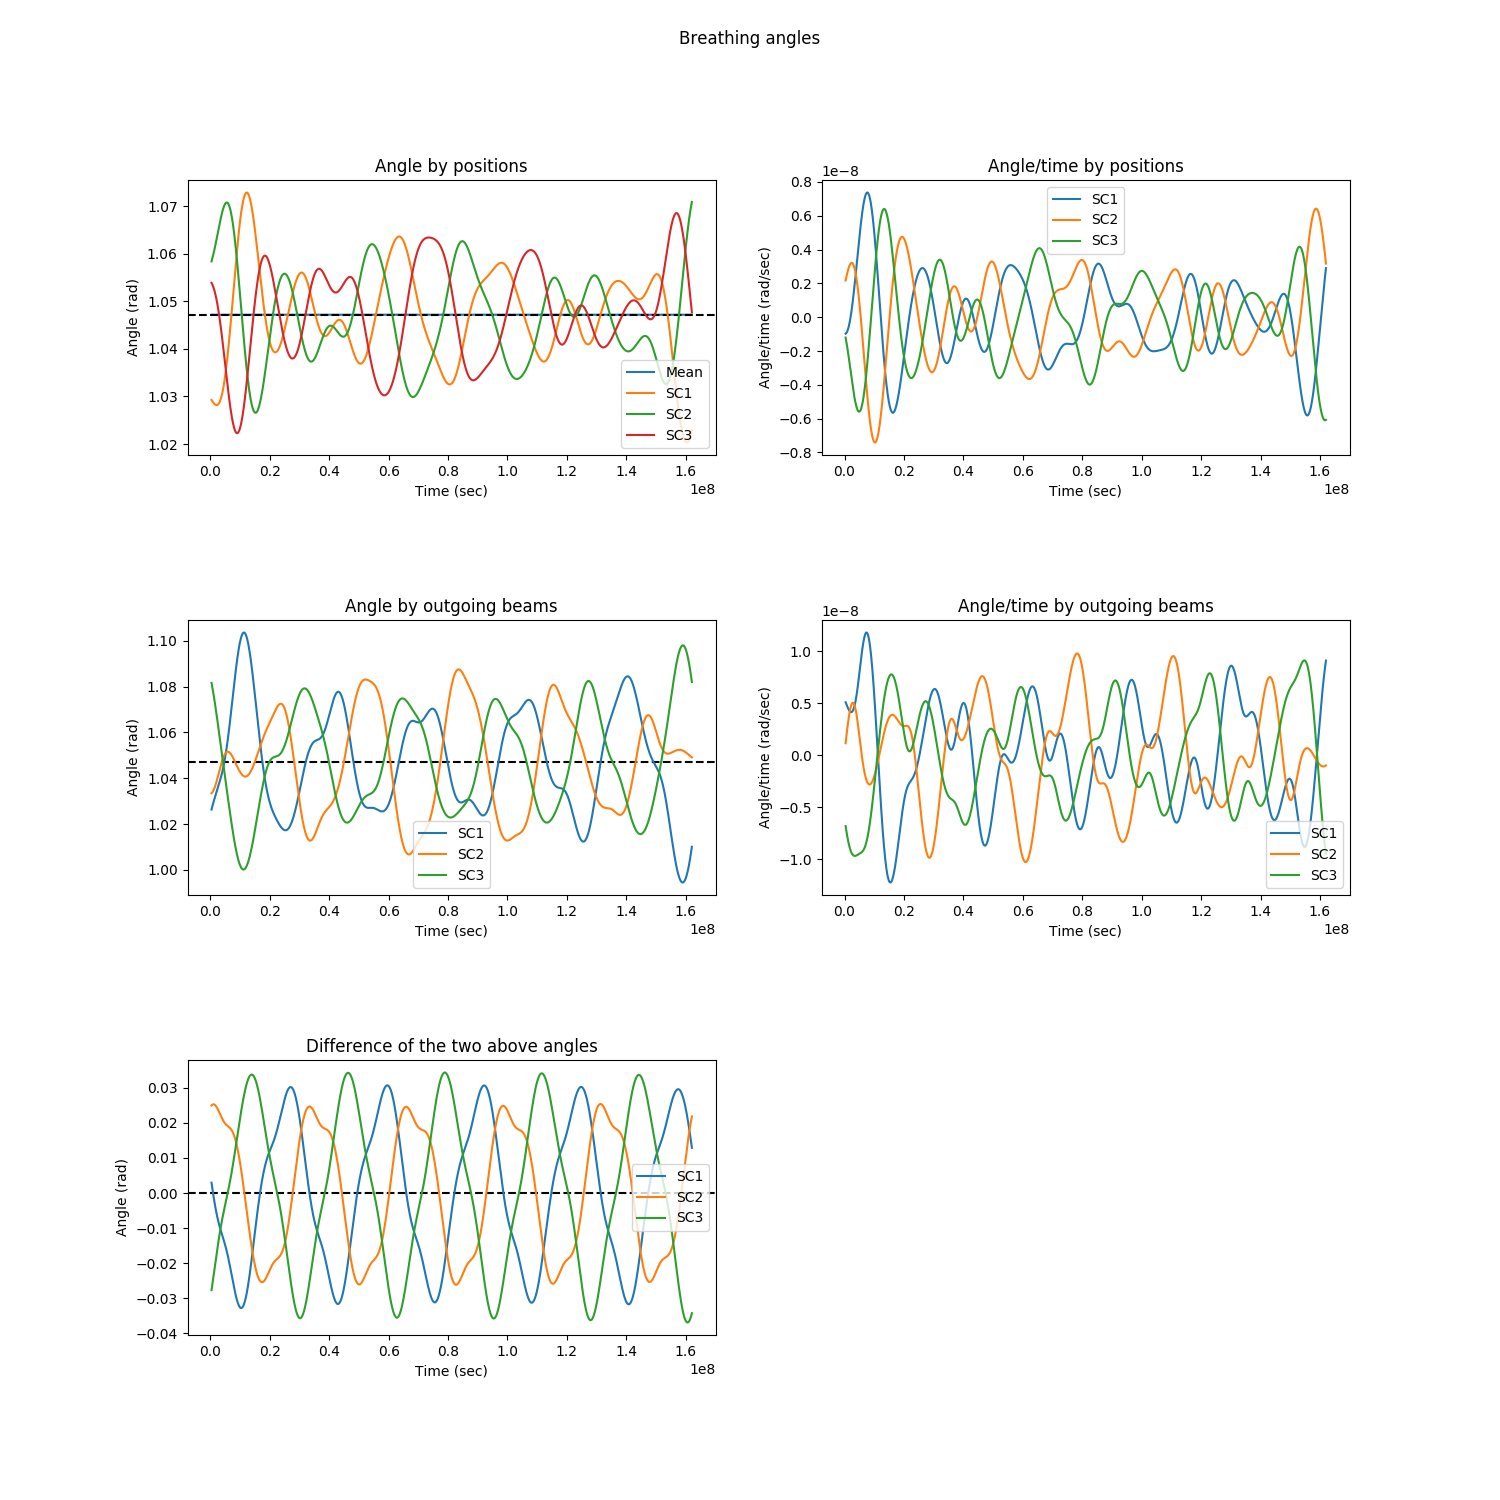 Breathing angles
Angle by positions
Angle (rad)
1.07
1.06
1.05
1.04
1.03
1.02
Mean
SC1
SC2
SC3
0.0 0.2 0.4 0.6 0.8 1.0 1.2 1.4 1.6
1e8
Time (sec)
Angle/time by positions
1e−8
Angle/time (rad/sec)
0.8
0.6
0.4
0.2
0.0
−0.2
−0.4
−0.6
−0.8
SC1
SC2
SC3
0.0 0.2 0.4 0.6 0.8 1.0 1.2 1.4 1.6
1e8
Time (sec)
Angle by outgoing beams
Angle (rad)
1.10
1.08
1.06
1.04
1.02
1.00
SC1
SC2
SC3
0.0 0.2 0.4 0.6 0.8 1.0 1.2 1.4 1.6
1e8
Time (sec)
Angle/time by outgoing beams
1e−8
Angle/time (rad/sec)
1.0
0.5
0.0
−0.5
−1.0
SC1
SC2
SC3
0.0 0.2 0.4 0.6 0.8 1.0 1.2 1.4 1.6
1e8
Time (sec)
Difference of the two above angles
Angle (rad)
0.03
0.02
0.01
0.00
−0.01
−0.02
−0.03
−0.04
SC1
SC2
SC3
0.0 0.2 0.4 0.6 0.8 1.0 1.2 1.4 1.6
1e8
Time (sec)